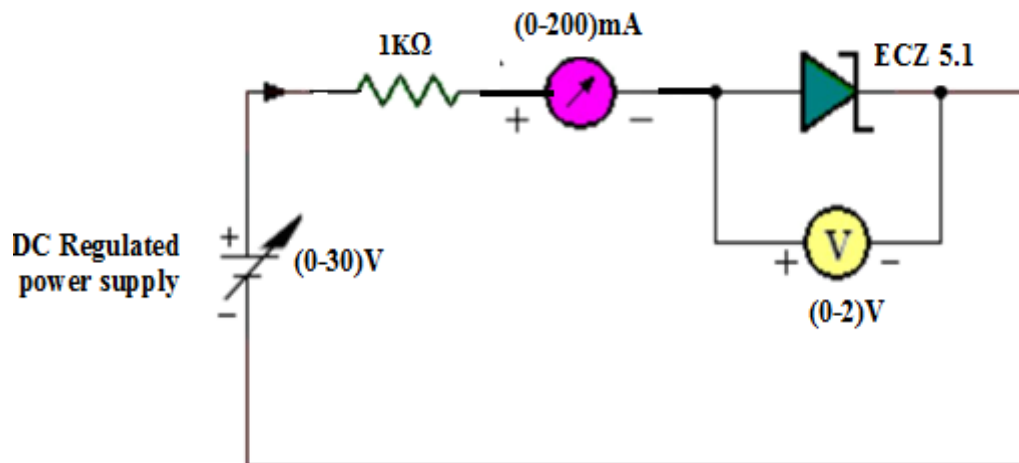 (0-200)mA
1KΩ
ECZ 5.1
+
−
DC Regulated
power supply
+
−
(0-30)V
V
+
−
(0-2)V